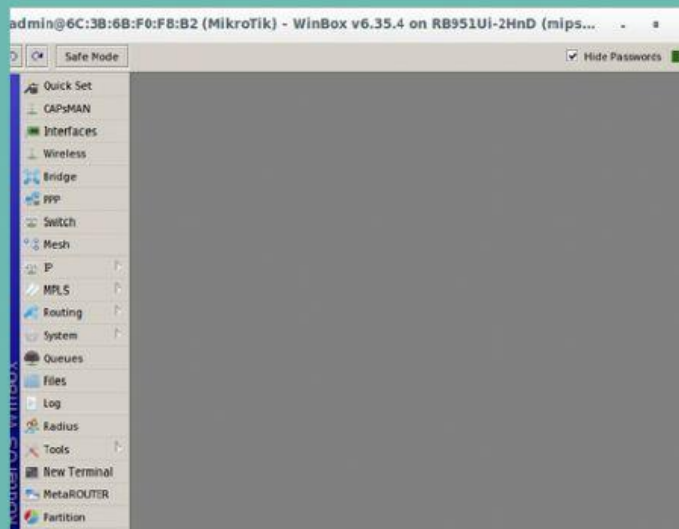 admin@6C:3B:6B:F0:F8:B2 (MikroTik) - WinBox v6.35.4 on RB951Ui-2HnD (mips...
Safe Mode
Hide Passwords
Quick Set
CAPsMAN
Interfaces
Wireless
Bridge
PPP
Switch
Mesh
IP
MPLS
Routing
System
Queues
Files
Log
Radius
Tools
New Terminal
MetaROUTER
Partition
RouterOS WinBox